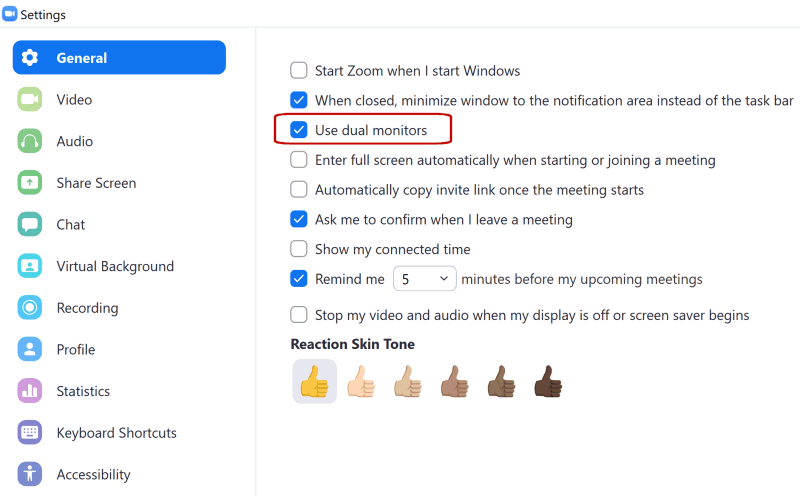 Settings
General
Video
Audio
Share Screen
Chat
Virtual Background
Recording
Profile
Statistics
Keyboard Shortcuts
Accessibility
Start Zoom when I start Windows
When closed, minimize window to the notification area instead of the task bar
Use dual monitors
Enter full screen automatically when starting or joining a meeting
Automatically copy invite link once the meeting starts
Ask me to confirm when I leave a meeting
Show my connected time
Remind me 5 minutes before my upcoming meetings
Stop my video and audio when my display is off or screen saver begins
Reaction Skin Tone